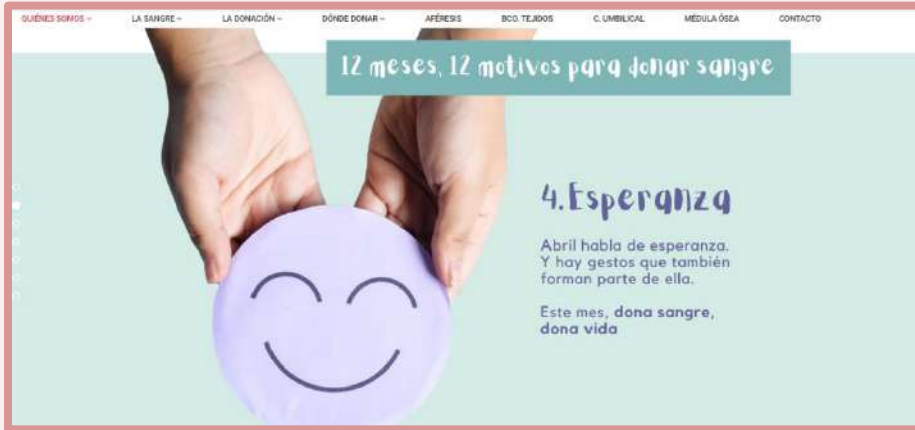 QUIÉNES SOMOS LA SANGRE LA DONACIÓN DÓNDE DONAR AFÉRESIS BCO. TEJIDOS C. UMBILICAL MÉDULA ÓSEA CONTACTO
12 meses, 12 motivos para donar sangre
4. Esperanza
Abril habla de esperanza.
Y hay gestos que también
forman parte de ella.
Este mes, dona sangre,
dona vida